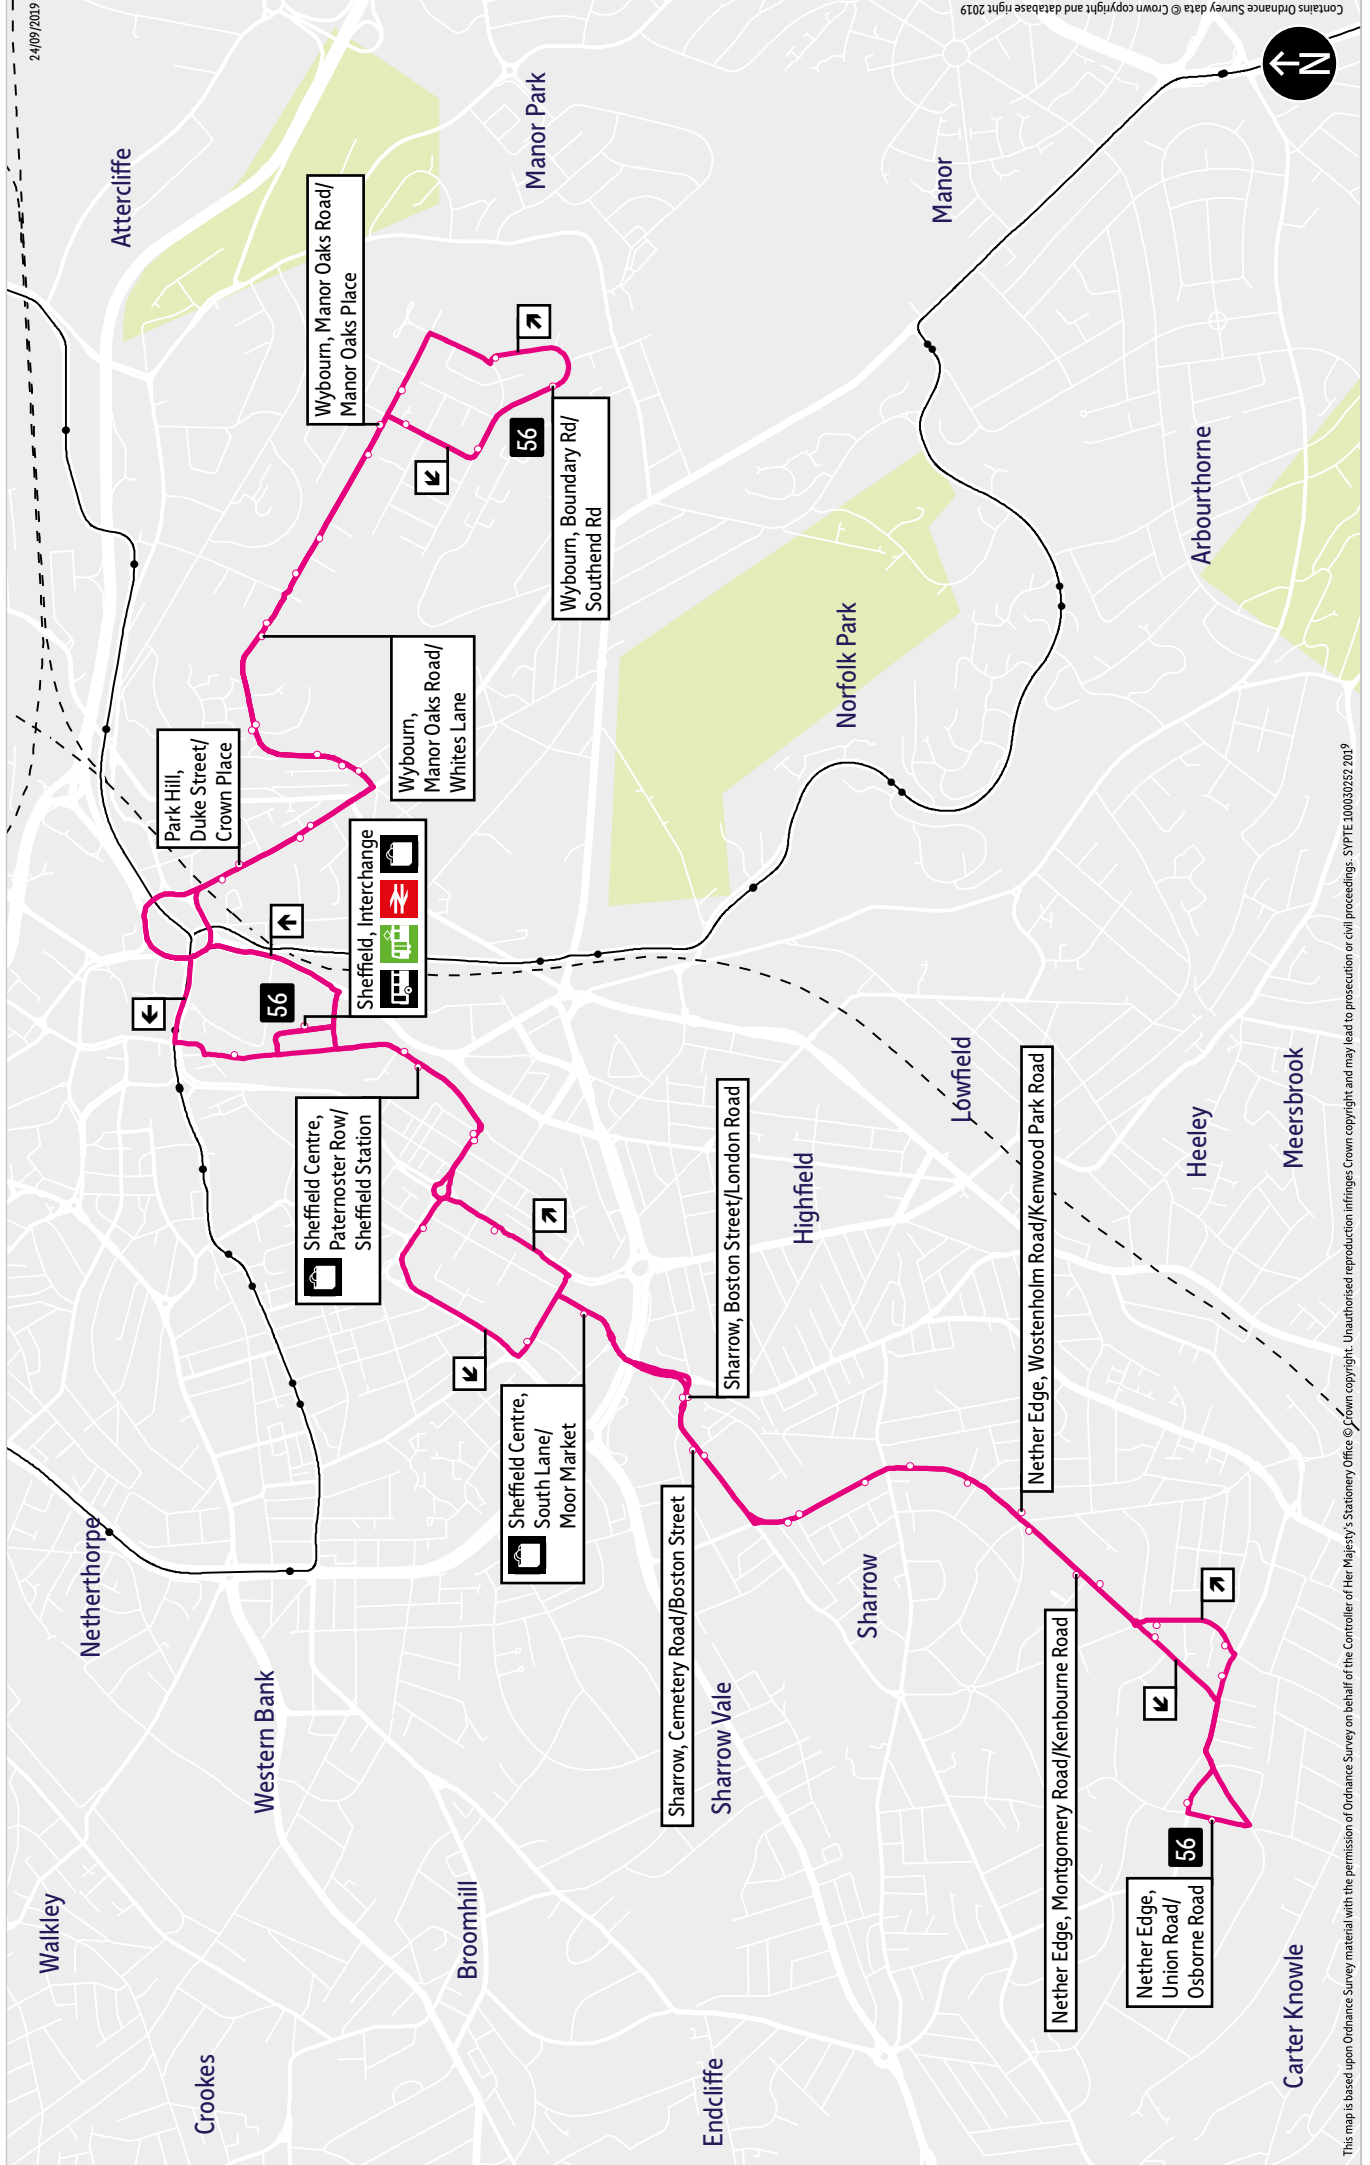 24/09/2019
Contains Ordnance Survey data © Crown copyright and database right 2019
N
Attercliffe
Manor Park
Manor
Arbourthorne
Norfolk Park
Wybourn, Manor Oaks Road/
Manor Oaks Place
56
Wybourn, Boundary Rd/
Southend Rd
Wybourn,
Manor Oaks Road/
Whites Lane
Park Hill,
Duke Street/
Crown Place
Sheffield, Interchange
56
Sheffield Centre,
Paternoster Row/
Sheffield Station
Sheffield Centre,
South Lane/
Moor Market
Sharrow, Boston Street/London Road
Sharrow, Cemetery Road/Boston Street
Nether Edge, Wostenholm Road/Kenwood Park Road
Nether Edge, Montgomery Road/Kenbourne Road
56
Nether Edge,
Union Road/
Osborne Road
Lowfield
Heeley
Meersbrook
Highfield
Sharrow
Sharrow Vale
Netherthorpe
Western Bank
Walkley
Broomhill
Crookes
Endcliffe
Carter Knowle
This map is based upon Ordnance Survey material with the permission of Ordnance Survey on behalf of the Controller of Her Majesty's Stationery Office © Crown copyright. Unauthorised reproduction infringes Crown copyright and may lead to prosecution or civil proceedings. SYPTE 100030252 2019